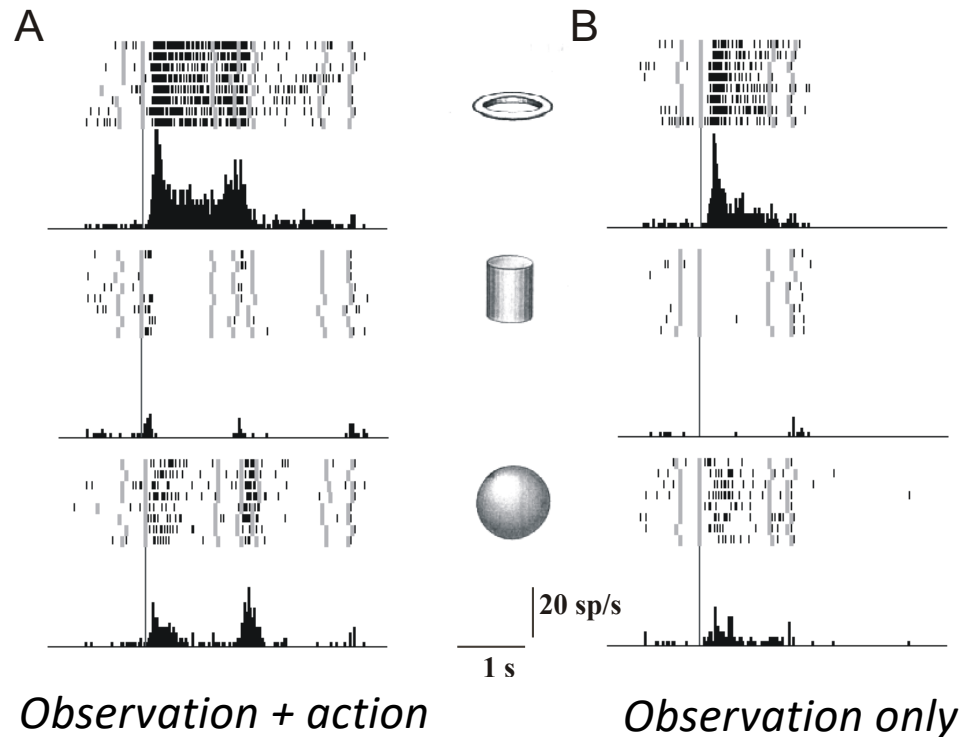 A
B
20 sp/s
1 s
Observation + action
Observation only